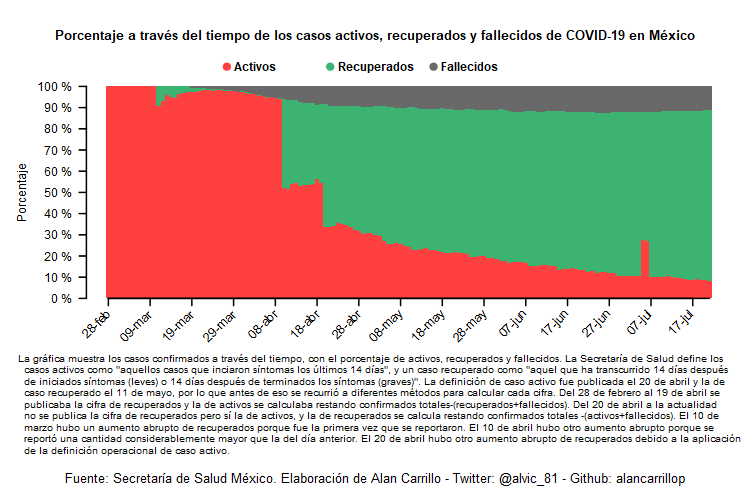 Porcentaje a través del tiempo de los casos activos, recuperados y fallecidos de COVID-19 en México
Activos Recuperados Fallecidos
100 %
90 %
80 %
70 %
60 %
50 %
40 %
30 %
20 %
10 %
0 %
Porcentaje
28-feb 09-mar 19-mar 29-mar 08-abr 18-abr 28-abr 08-may 18-may 28-may 07-jun 17-jun 27-jun 07-jul 17-jul
La gráfica muestra los casos confirmados a través del tiempo, con el porcentaje de activos, recuperados y fallecidos. La Secretaría de Salud define los
casos activos como "aquellos casos que inciaron síntomas los últimos 14 días", y un caso recuperado como "aquel que ha transcurrido 14 días después
de iniciados síntomas (leves) o 14 días después de terminados los síntomas (graves)". La definición de caso activo fue publicada el 20 de abril y la de
caso recuperado el 11 de mayo, por lo que antes de eso se recurrió a diferentes métodos para calcular cada cifra. Del 28 de febrero al 19 de abril se
publicaba la cifra de recuperados y la de activos se calculaba restando confirmados totales-(recuperados+fallecidos). Del 20 de abril a la actualidad
no se publica la cifra de recuperados pero sí la de activos, y la de recuperados se calcula restando confirmados totales -(activos+fallecidos). El 10 de
marzo hubo un aumento abrupto de recuperados porque fue la primera vez que se reportaron. El 10 de abril hubo otro aumento abrupto porque se
reportó una cantidad considerablemente mayor que la del día anterior. El 20 de abril hubo otro aumento abrupto de recuperados debido a la aplicación
de la definición operacional de caso activo.
Fuente: Secretaría de Salud México. Elaboración de Alan Carrillo - Twitter: @alvic_81 - Github: alancarrillop